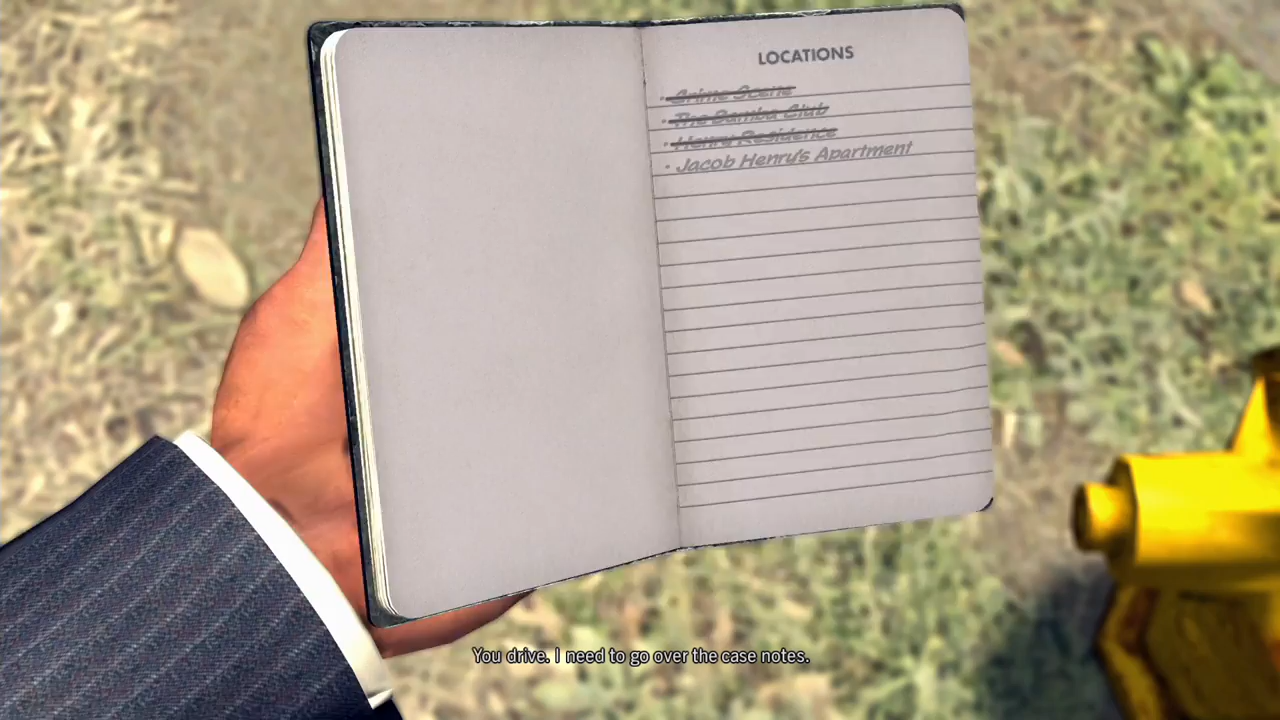 LOCATIONS
· Crime Scene
· The Bamba Club
· Henry Residence
· Jacob Henry's Apartment
You drive. I need to go over the case notes.